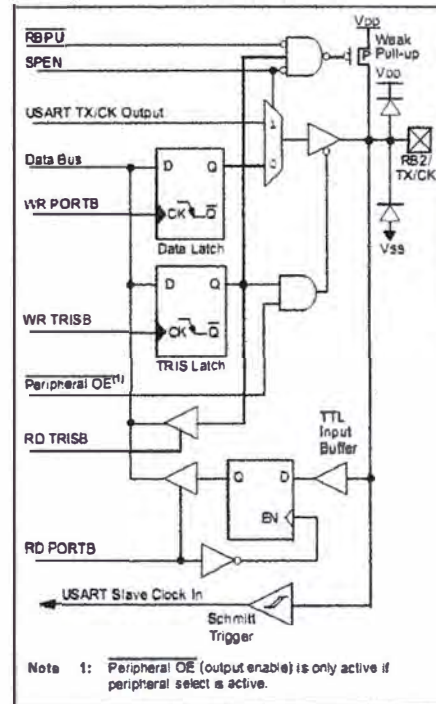 VDD
RBPU
Weak
Pull-up
SPEN
VDD
USART TX/CK Output
1
0
RB2/
TX/CK
Data Bus
D Q
WR PORTB
CK Q
VSS
Data Latch
D Q
WR TRISB
CK Q
TRIS Latch
Peripheral OE(1)
TTL
Input
Buffer
RD TRISB
Q D
EN
RD PORTB
USART Slave Clock In
Schmitt
Trigger
Note 1: Peripheral OE (output enable) is only active if
peripheral select is active.